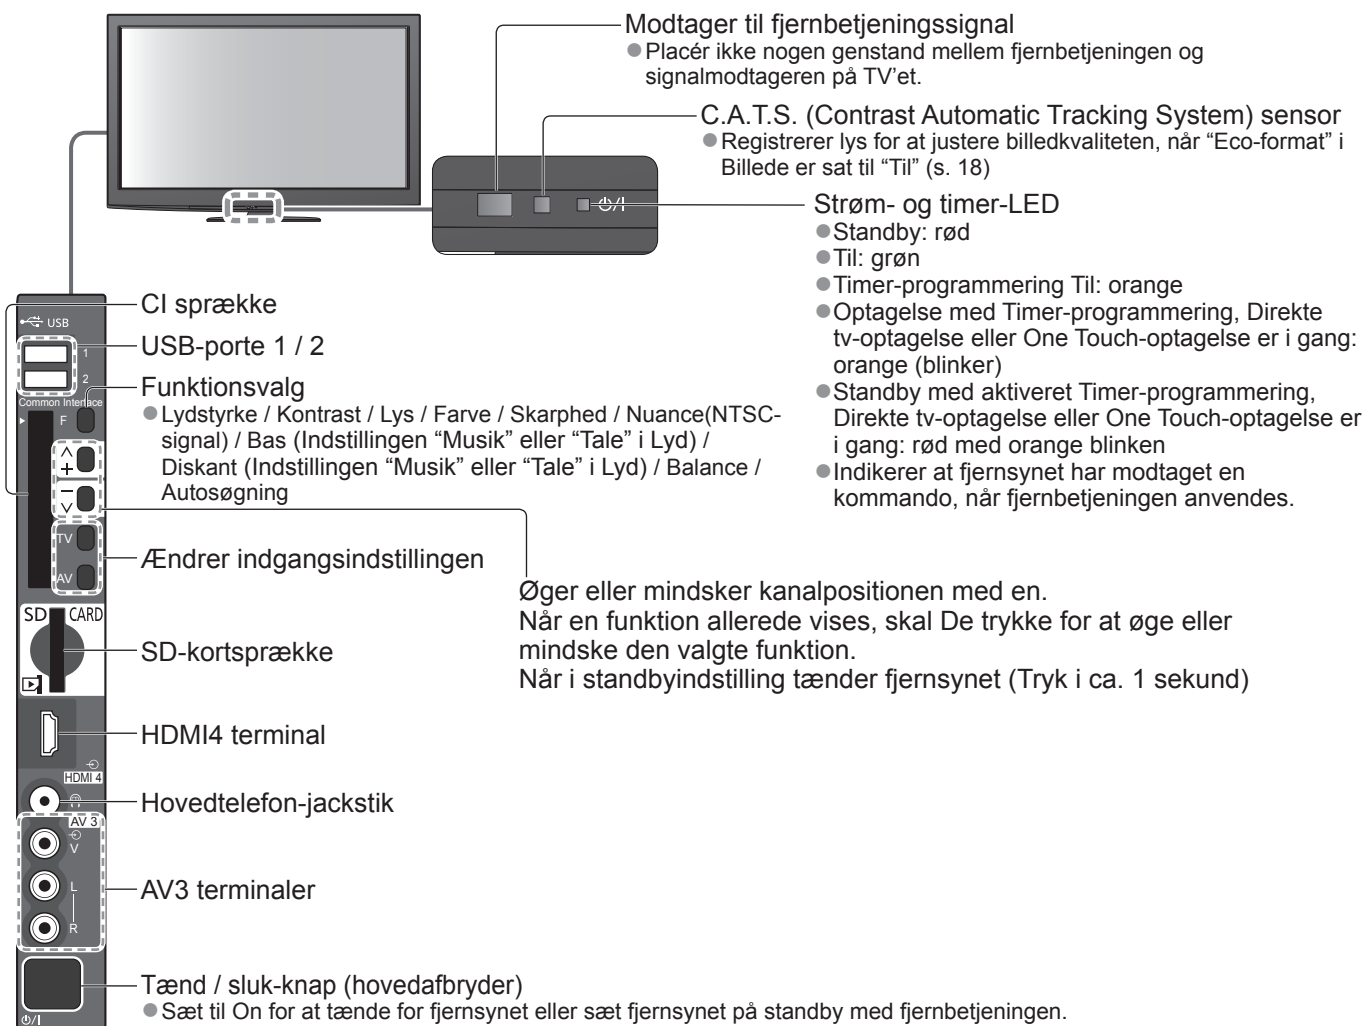 Modtager til fjernbetjeningssignal
●Placér ikke nogen genstand mellem fjernbetjeningen og
signalmodtageren på TV’et.
C.A.T.S. (Contrast Automatic Tracking System) sensor
●Registrerer lys for at justere billedkvaliteten, når “Eco-format” i
Billede er sat til “Til” (s. 18)
⏻/I
Strøm- og timer-LED
●Standby: rød
●Til: grøn
●Timer-programmering Til: orange
●Optagelse med Timer-programmering, Direkte
tv-optagelse eller One Touch-optagelse er i gang:
orange (blinker)
●Standby med aktiveret Timer-programmering,
Direkte tv-optagelse eller One Touch-optagelse er
i gang: rød med orange blinken
●Indikerer at fjernsynet har modtaget en
kommando, når fjernbetjeningen anvendes.
CI sprække
USB
USB-porte 1 / 2
1
2
Funktionsvalg
Common Interface
F
●Lydstyrke / Kontrast / Lys / Farve / Skarphed / Nuance(NTSC-
signal) / Bas (Indstillingen “Musik” eller “Tale” i Lyd) /
Diskant (Indstillingen “Musik” eller “Tale” i Lyd) / Balance /
Autosøgning
∧
+
−
∨
TV
Ændrer indgangsindstillingen
AV
Øger eller mindsker kanalpositionen med en.
Når en funktion allerede vises, skal De trykke for at øge eller
mindske den valgte funktion.
Når i standbyindstilling tænder fjernsynet (Tryk i ca. 1 sekund)
SD CARD
SD-kortsprække
HDMI4 terminal
HDMI 4
Hovedtelefon-jackstik
AV 3
V
L
AV3 terminaler
R
Tænd / sluk-knap (hovedafbryder)
●Sæt til On for at tænde for fjernsynet eller sæt fjernsynet på standby med fjernbetjeningen.
⏻/I